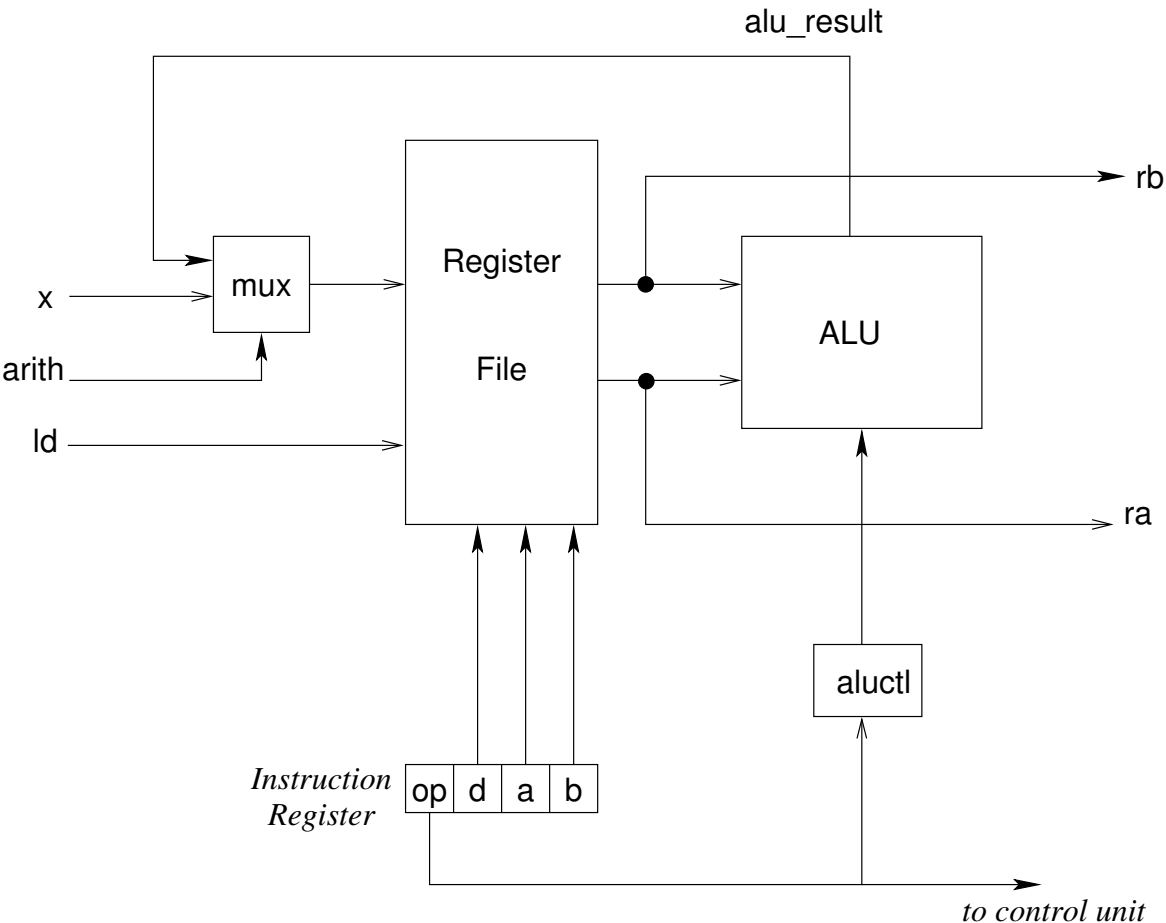 alu_result
rb
Register
mux
x
ALU
arith
File
ld
ra
aluctl
Instruction
Register
op d a b
to control unit